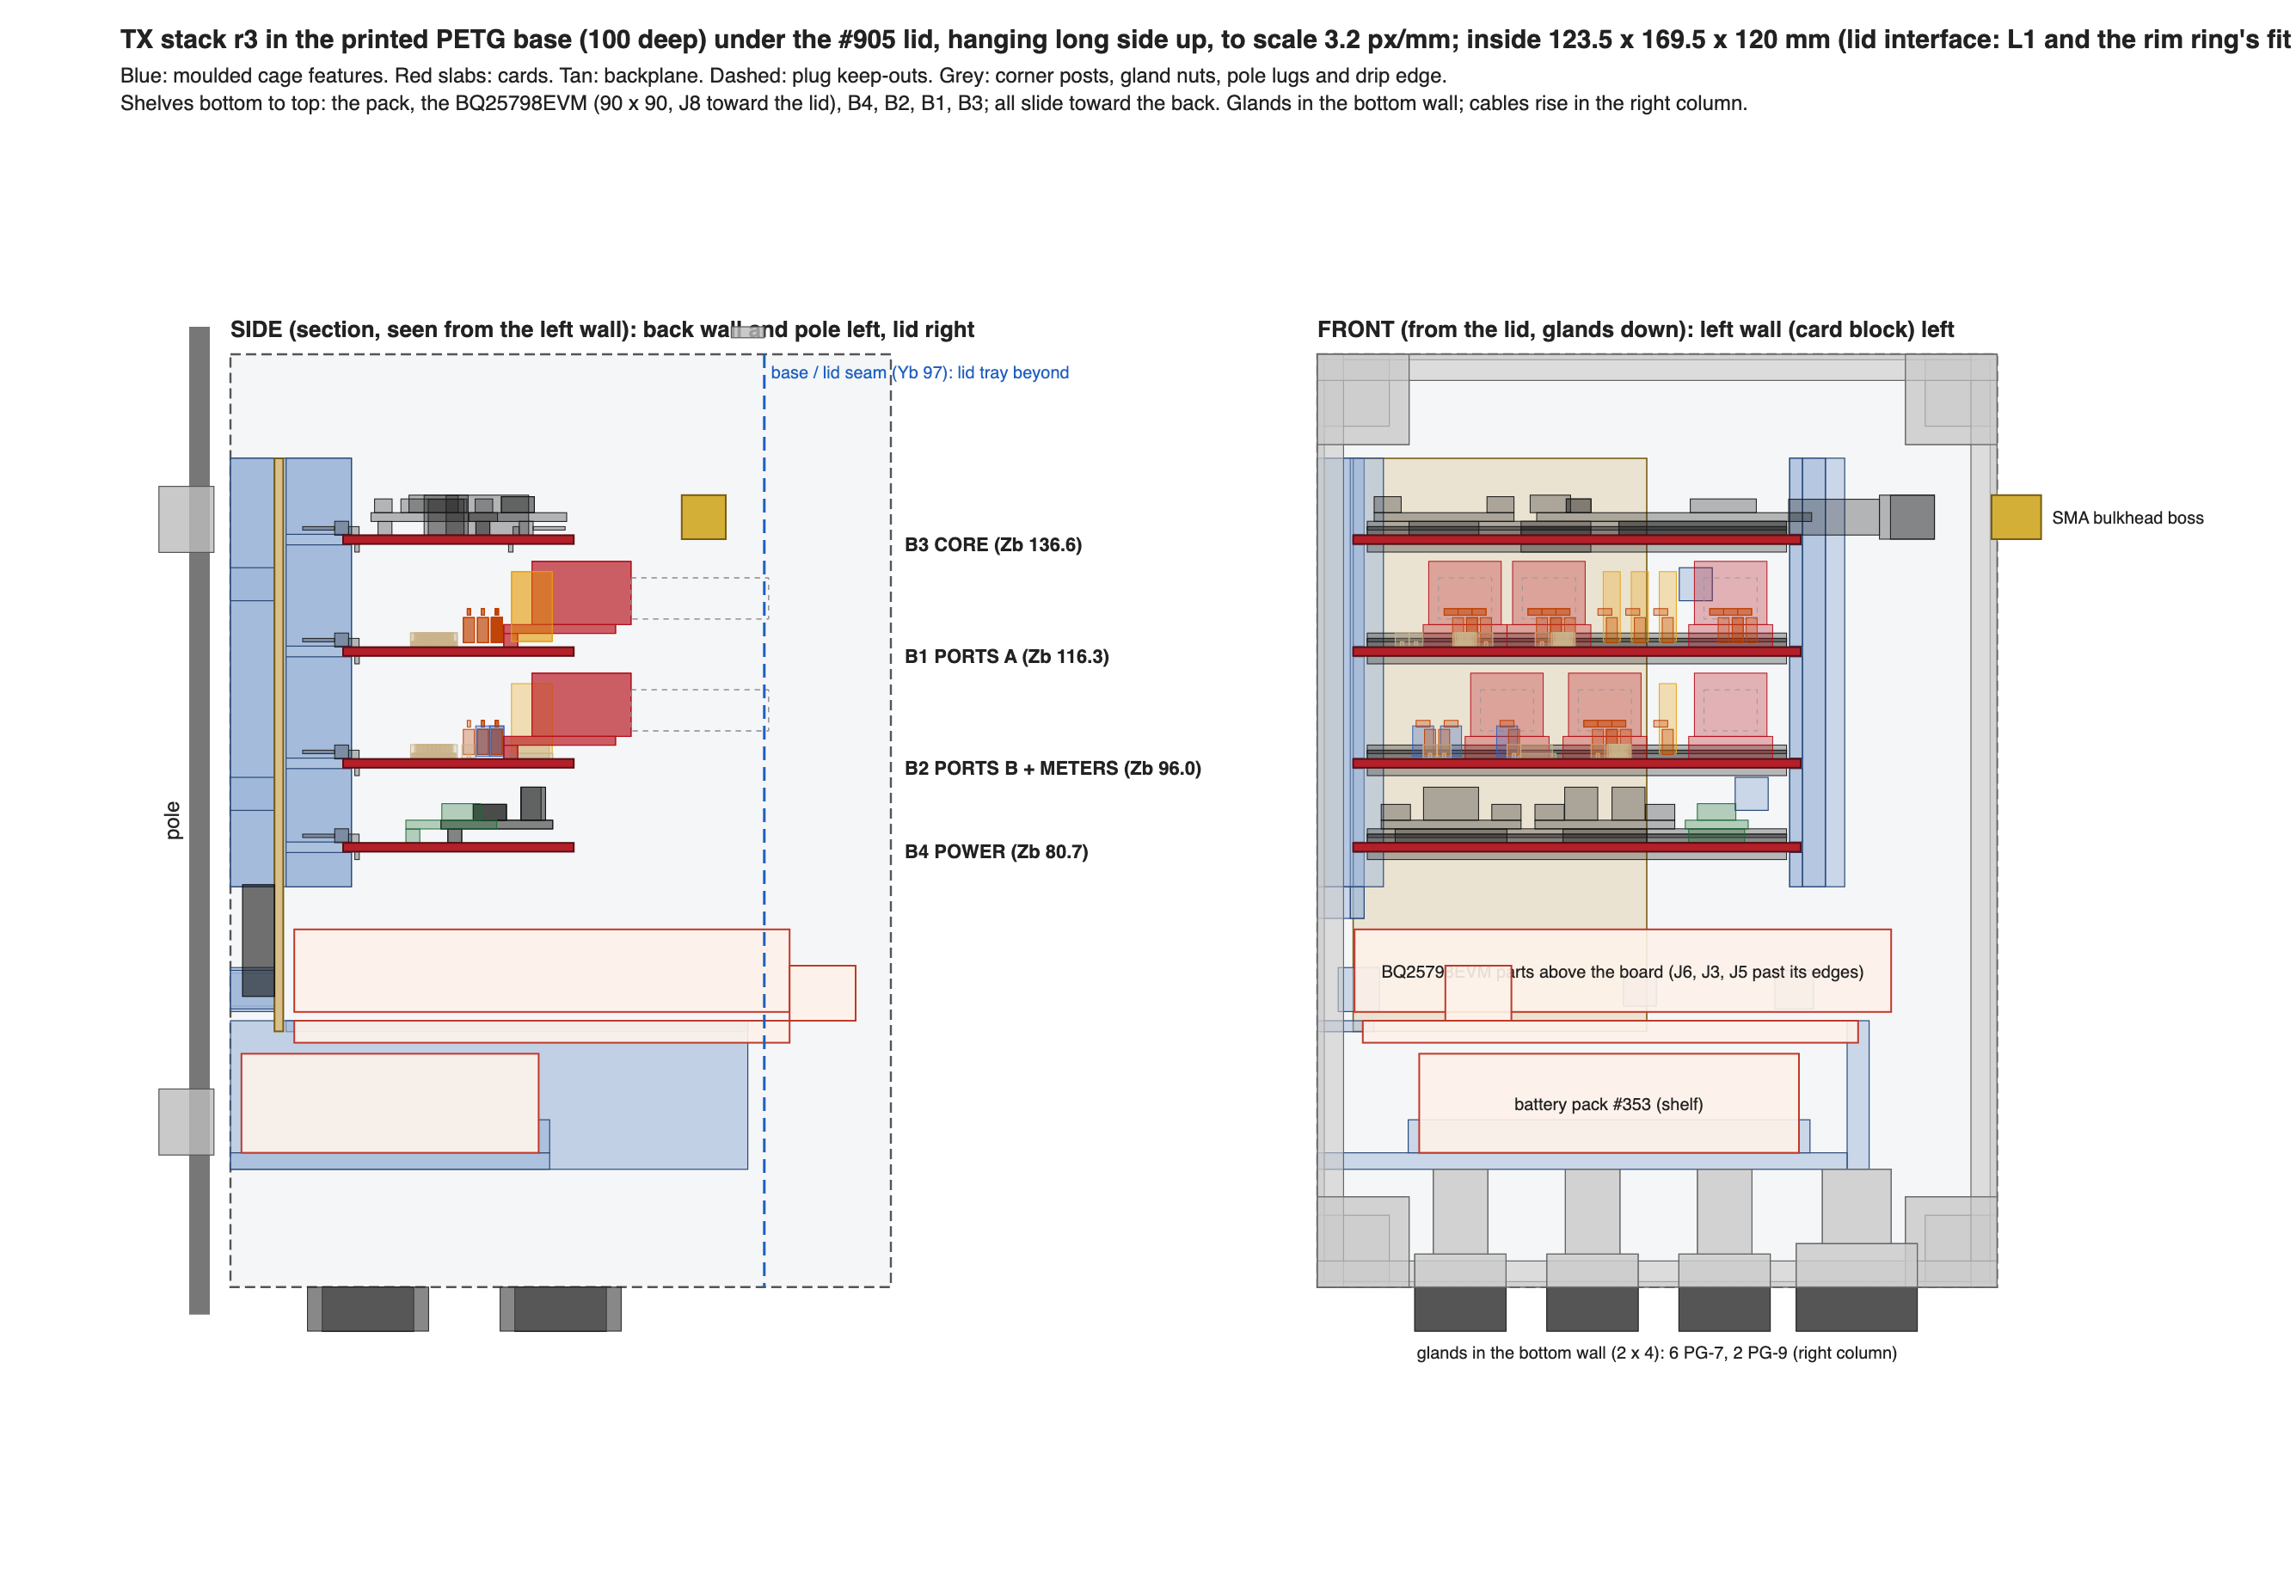 TX stack r3 in the printed PETG base (100 deep) under the #905 lid, hanging long side up, to scale 3.2 px/mm; inside 123.5 x 169.5 x 120 mm (lid interface: L1 and the rim ring's fit
Blue: moulded cage features. Red slabs: cards. Tan: backplane. Dashed: plug keep-outs. Grey: corner posts, gland nuts, pole lugs and drip edge.
Shelves bottom to top: the pack, the BQ25798EVM (90 x 90, J8 toward the lid), B4, B2, B1, B3; all slide toward the back. Glands in the bottom wall; cables rise in the right column.
SIDE (section, seen from the left wall): back wall and pole left, lid right
base / lid seam (Yb 97): lid tray beyond
pole
B3 CORE (Zb 136.6)
B1 PORTS A (Zb 116.3)
B2 PORTS B + METERS (Zb 96.0)
B4 POWER (Zb 80.7)
FRONT (from the lid, glands down): left wall (card block) left
SMA bulkhead boss
BQ25798EVM parts above the board (J6, J3, J5 past its edges)
battery pack #353 (shelf)
glands in the bottom wall (2 x 4): 6 PG-7, 2 PG-9 (right column)